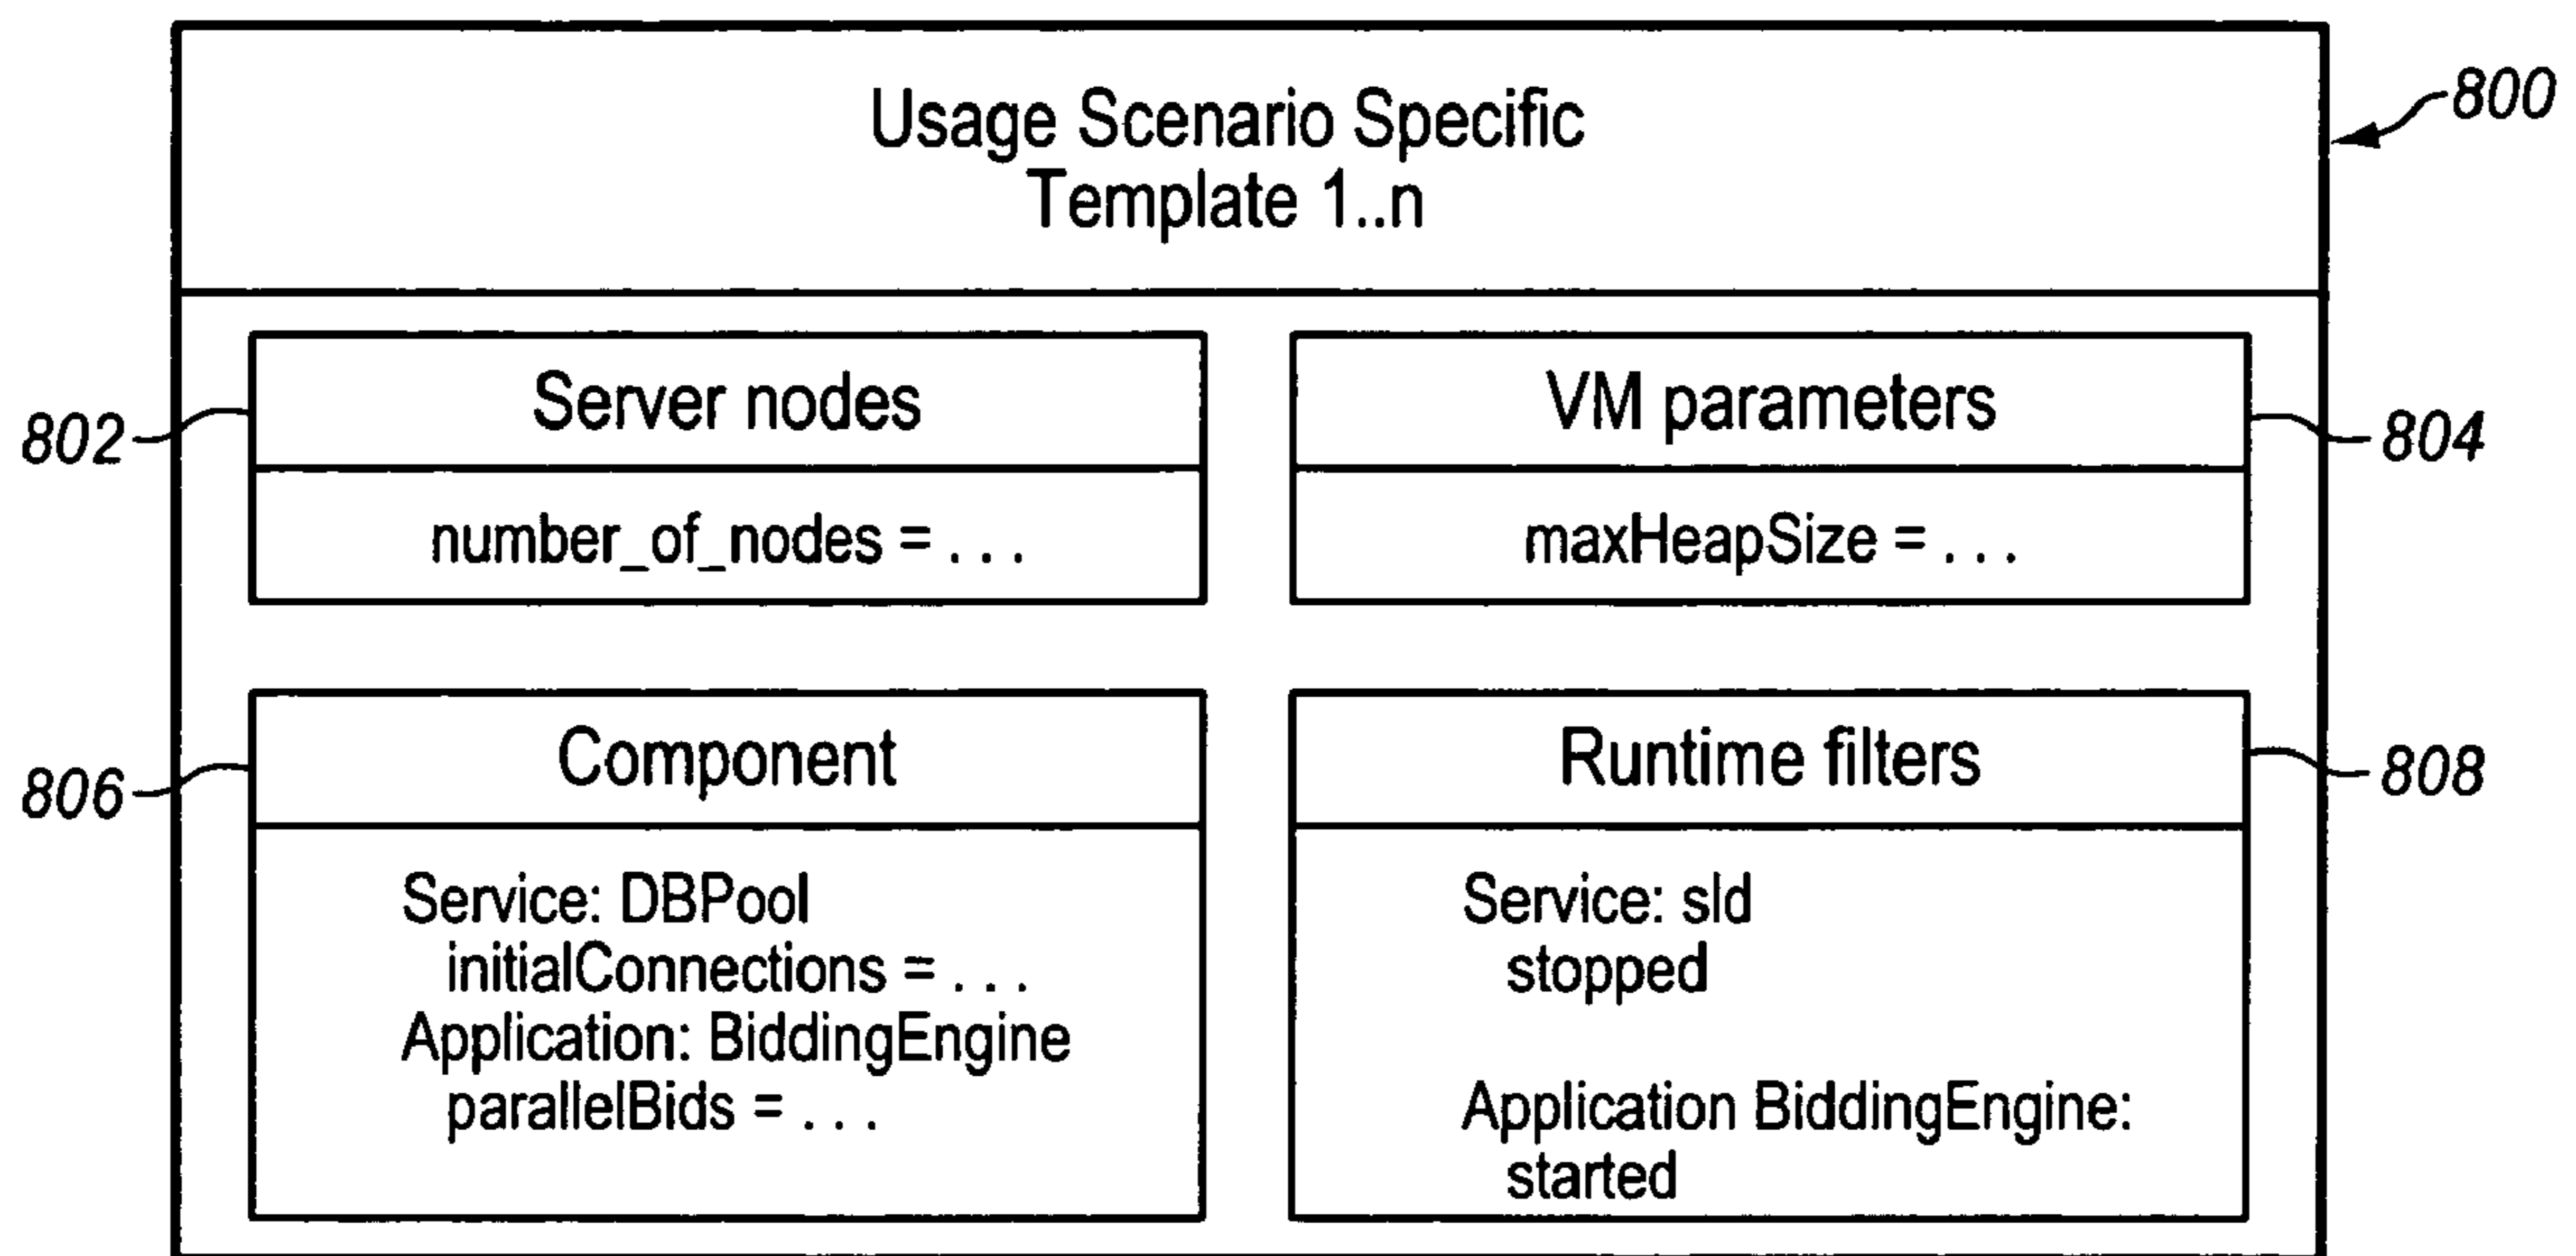 Usage Scenario Specific
Template 1..n
800
Server nodes
802
number_of_nodes = . . .
VM parameters
804
maxHeapSize = . . .
Component
806
Service: DBPool
initialConnections = . . .
Application: BiddingEngine
parallelBids = . . .
Runtime filters
808
Service: sld
stopped
Application BiddingEngine:
started